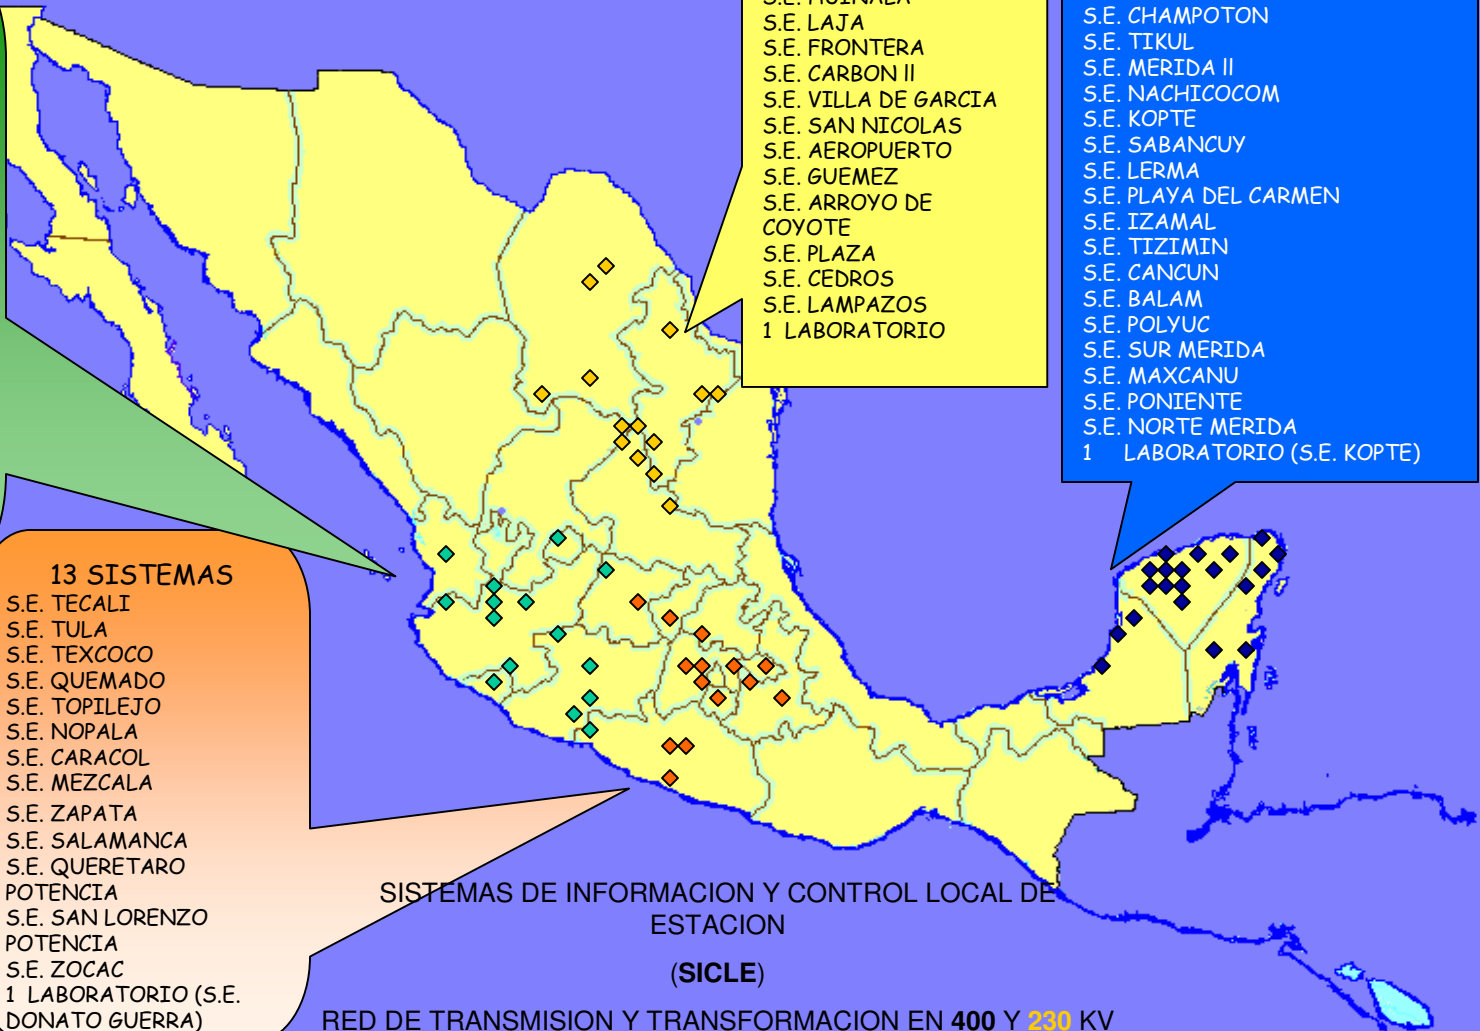 S.E. HUINALA
S.E. LAJA
S.E. FRONTERA
S.E. CARBON ll
S.E. VILLA DE GARCIA
S.E. SAN NICOLAS
S.E. AEROPUERTO
S.E. GUEMEZ
S.E. ARROYO DE
COYOTE
S.E. PLAZA
S.E. CEDROS
S.E. LAMPAZOS
1 LABORATORIO
S.E. CHAMPOTON
S.E. TIKUL
S.E. MERIDA ll
S.E. NACHICOCOM
S.E. KOPTE
S.E. SABANCUY
S.E. LERMA
S.E. PLAYA DEL CARMEN
S.E. IZAMAL
S.E. TIZIMIN
S.E. CANCUN
S.E. BALAM
S.E. POLYUC
S.E. SUR MERIDA
S.E. MAXCANU
S.E. PONIENTE
S.E. NORTE MERIDA
1 LABORATORIO (S.E. KOPTE)
13 SISTEMAS
S.E. TECALI
S.E. TULA
S.E. TEXCOCO
S.E. QUEMADO
S.E. TOPILEJO
S.E. NOPALA
S.E. CARACOL
S.E. MEZCALA
S.E. ZAPATA
S.E. SALAMANCA
S.E. QUERETARO
POTENCIA
S.E. SAN LORENZO
POTENCIA
S.E. ZOCAC
1 LABORATORIO (S.E.
DONATO GUERRA)
SISTEMAS DE INFORMACION Y CONTROL LOCAL DE
ESTACION
(SICLE)
RED DE TRANSMISION Y TRANSFORMACION EN 400 Y 230 KV